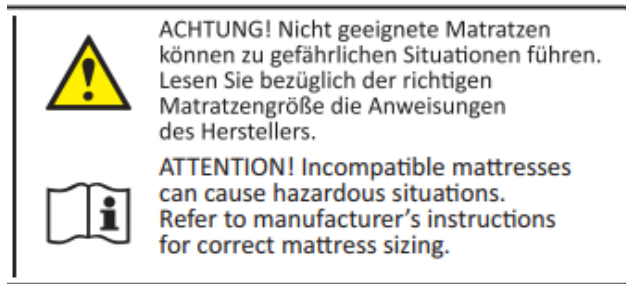 ACHTUNG! Nicht geeignete Matratzen
können zu gefährlichen Situationen führen.
Lesen Sie bezüglich der richtigen
Matratzengröße die Anweisungen
des Herstellers.
ATTENTION! Incompatible mattresses
can cause hazardous situations.
Refer to manufacturer's instructions
for correct mattress sizing.